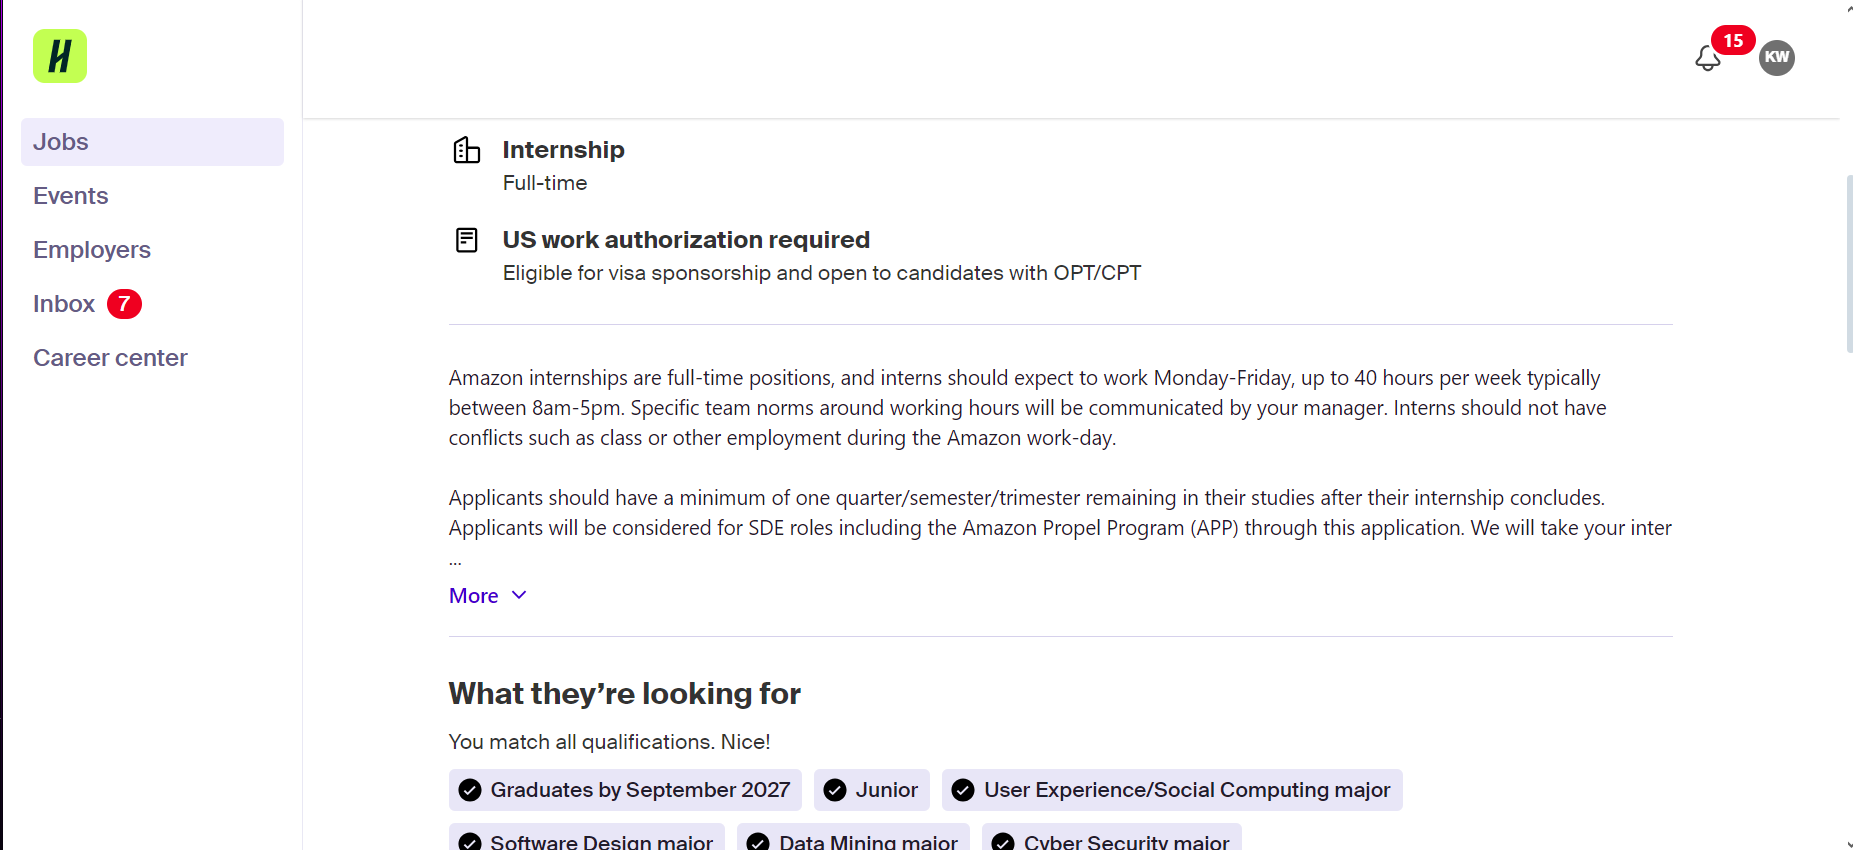 H
15
KW
Jobs
Events
Employers
Inbox 7
Career center
Internship
Full-time
US work authorization required
Eligible for visa sponsorship and open to candidates with OPT/CPT
Amazon internships are full-time positions, and interns should expect to work Monday-Friday, up to 40 hours per week typically
between 8am-5pm. Specific team norms around working hours will be communicated by your manager. Interns should not have
conflicts such as class or other employment during the Amazon work-day.
Applicants should have a minimum of one quarter/semester/trimester remaining in their studies after their internship concludes.
Applicants will be considered for SDE roles including the Amazon Propel Program (APP) through this application. We will take your inter
...
More
What they’re looking for
You match all qualifications. Nice!
Graduates by September 2027 Junior User Experience/Social Computing major
Software Design major Data Mining major Cyber Security major